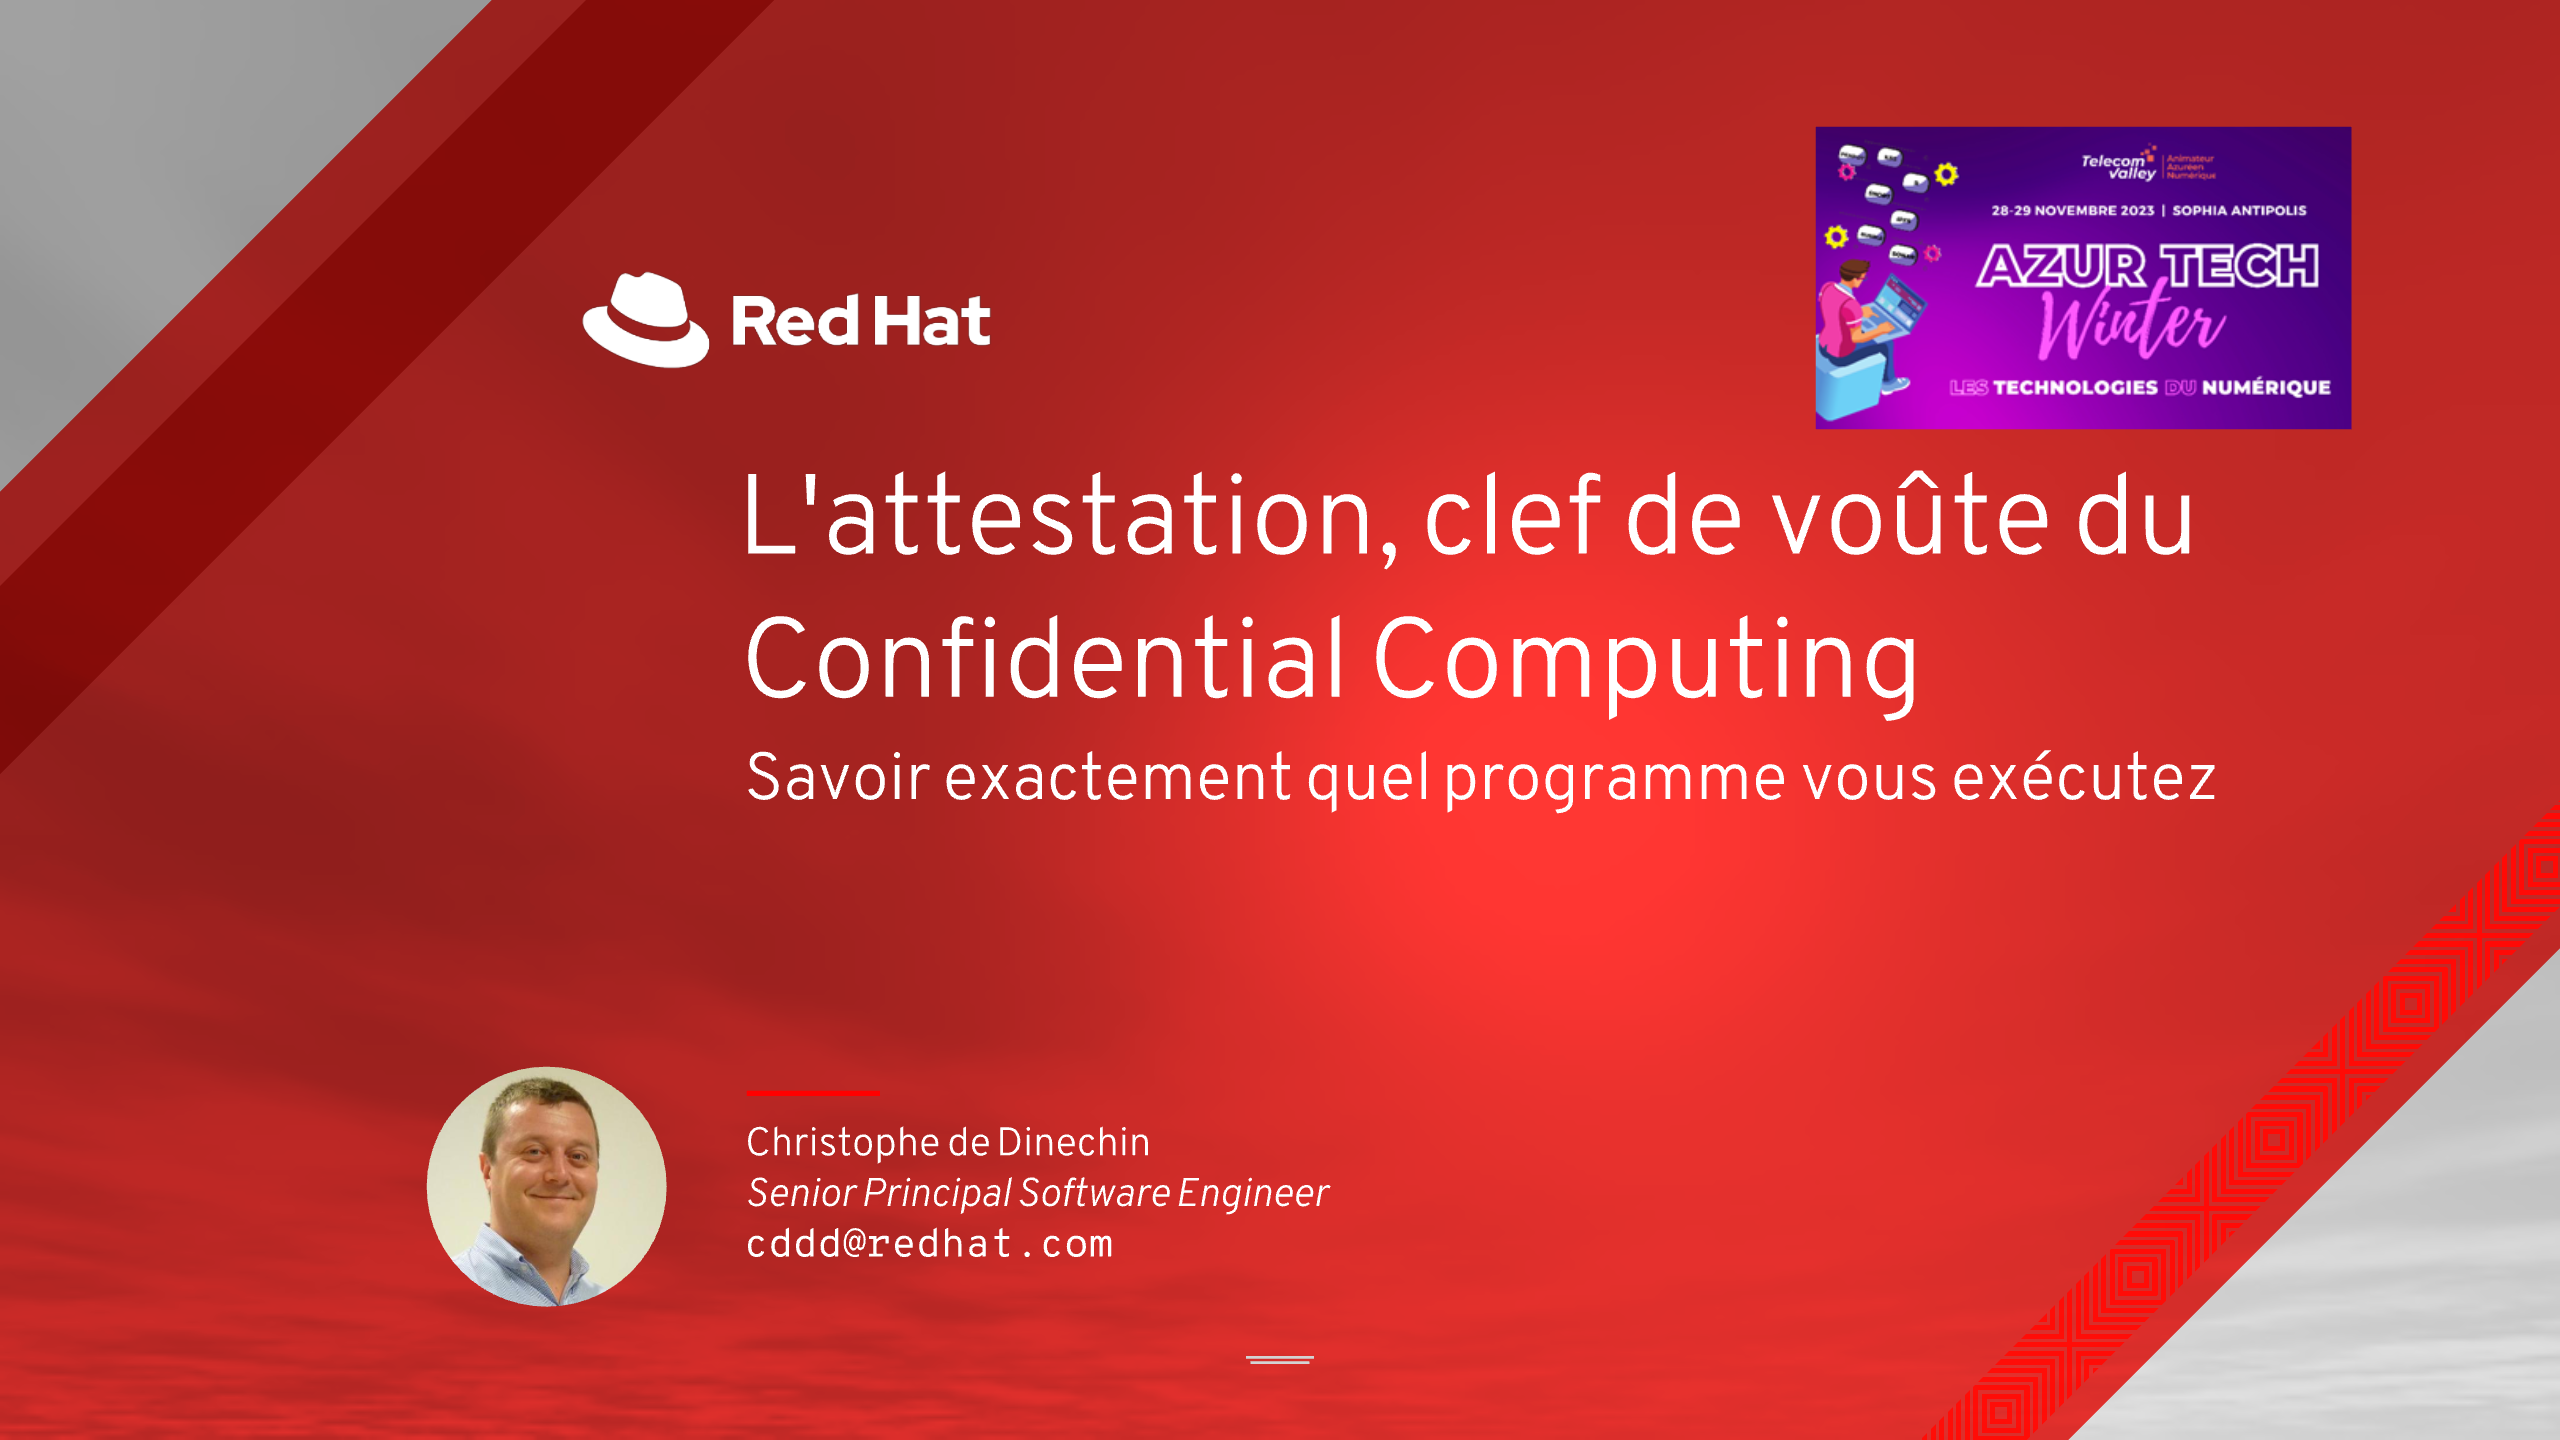 Red Hat
Telecom Valley
Animateur
Azuréen
Numérique
28-29 NOVEMBRE 2023 | SOPHIA ANTIPOLIS
AZUR TECH
Winter
LES TECHNOLOGIES DU NUMÉRIQUE
L'attestation, clef de voûte du
Confidential Computing
Savoir exactement quel programme vous exécutez
Christophe de Dinechin
Senior Principal Software Engineer
cddd@redhat.com